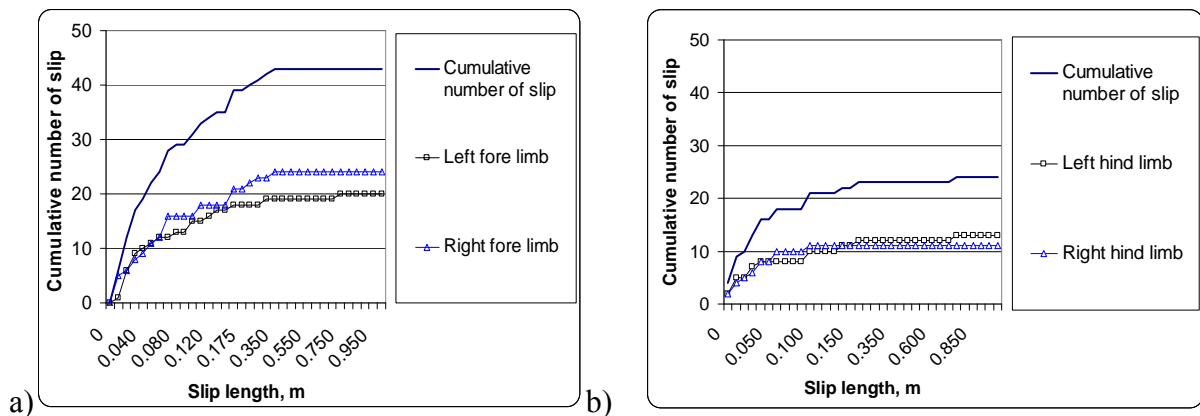 50
40
30
20
10
0
Cumulative number of slip
0
0.040
0.080
0.120
0.175
0.350
0.550
0.750
0.950
Slip length, m
Cumulative
number of slip
Left fore limb
Right fore limb
a)
50
40
30
20
10
0
Cumulative number of slip
0
0.050
0.100
0.150
0.350
0.600
0.850
Slip length, m
Cumulative
number of slip
Left hind limb
Right hind limb
b)